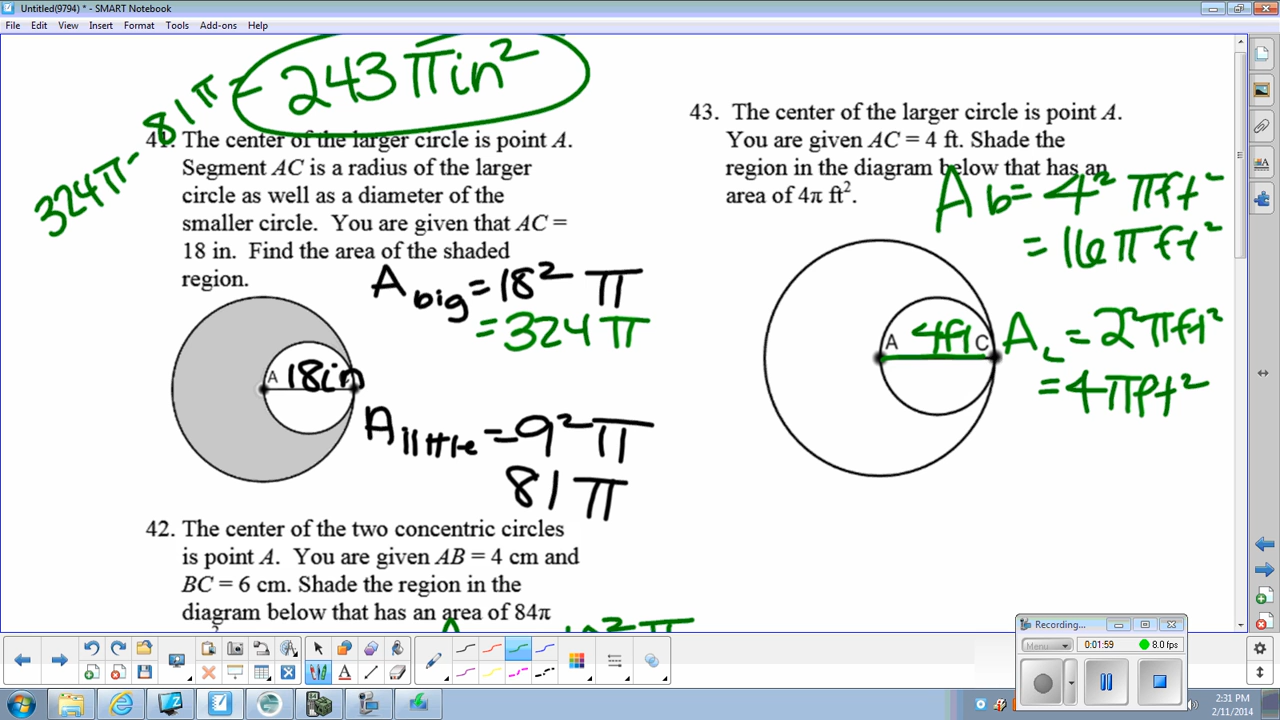 Untitled(9794) * - SMART Notebook
File Edit View Insert Format Tools Add-ons Help
324π - 81π = 243 π in²
41. The center of the larger circle is point A.
Segment AC is a radius of the larger
circle as well as a diameter of the
smaller circle. You are given that AC =
18 in. Find the area of the shaded
region.
A big = 18² π
= 324 π
A 18in
A little = 9² π
81 π
42. The center of the two concentric circles
is point A. You are given AB = 4 cm and
BC = 6 cm. Shade the region in the
diagram below that has an area of 84π
43. The center of the larger circle is point A.
You are given AC = 4 ft. Shade the
region in the diagram below that has an
area of 4π ft².
A b = 4² π ft²
= 16 π ft²
A 4ft C
A L = 2² π ft²
= 4 π ft²
Recording...
Menu
0:01:59
8.0 fps
2:31 PM
2/11/2014